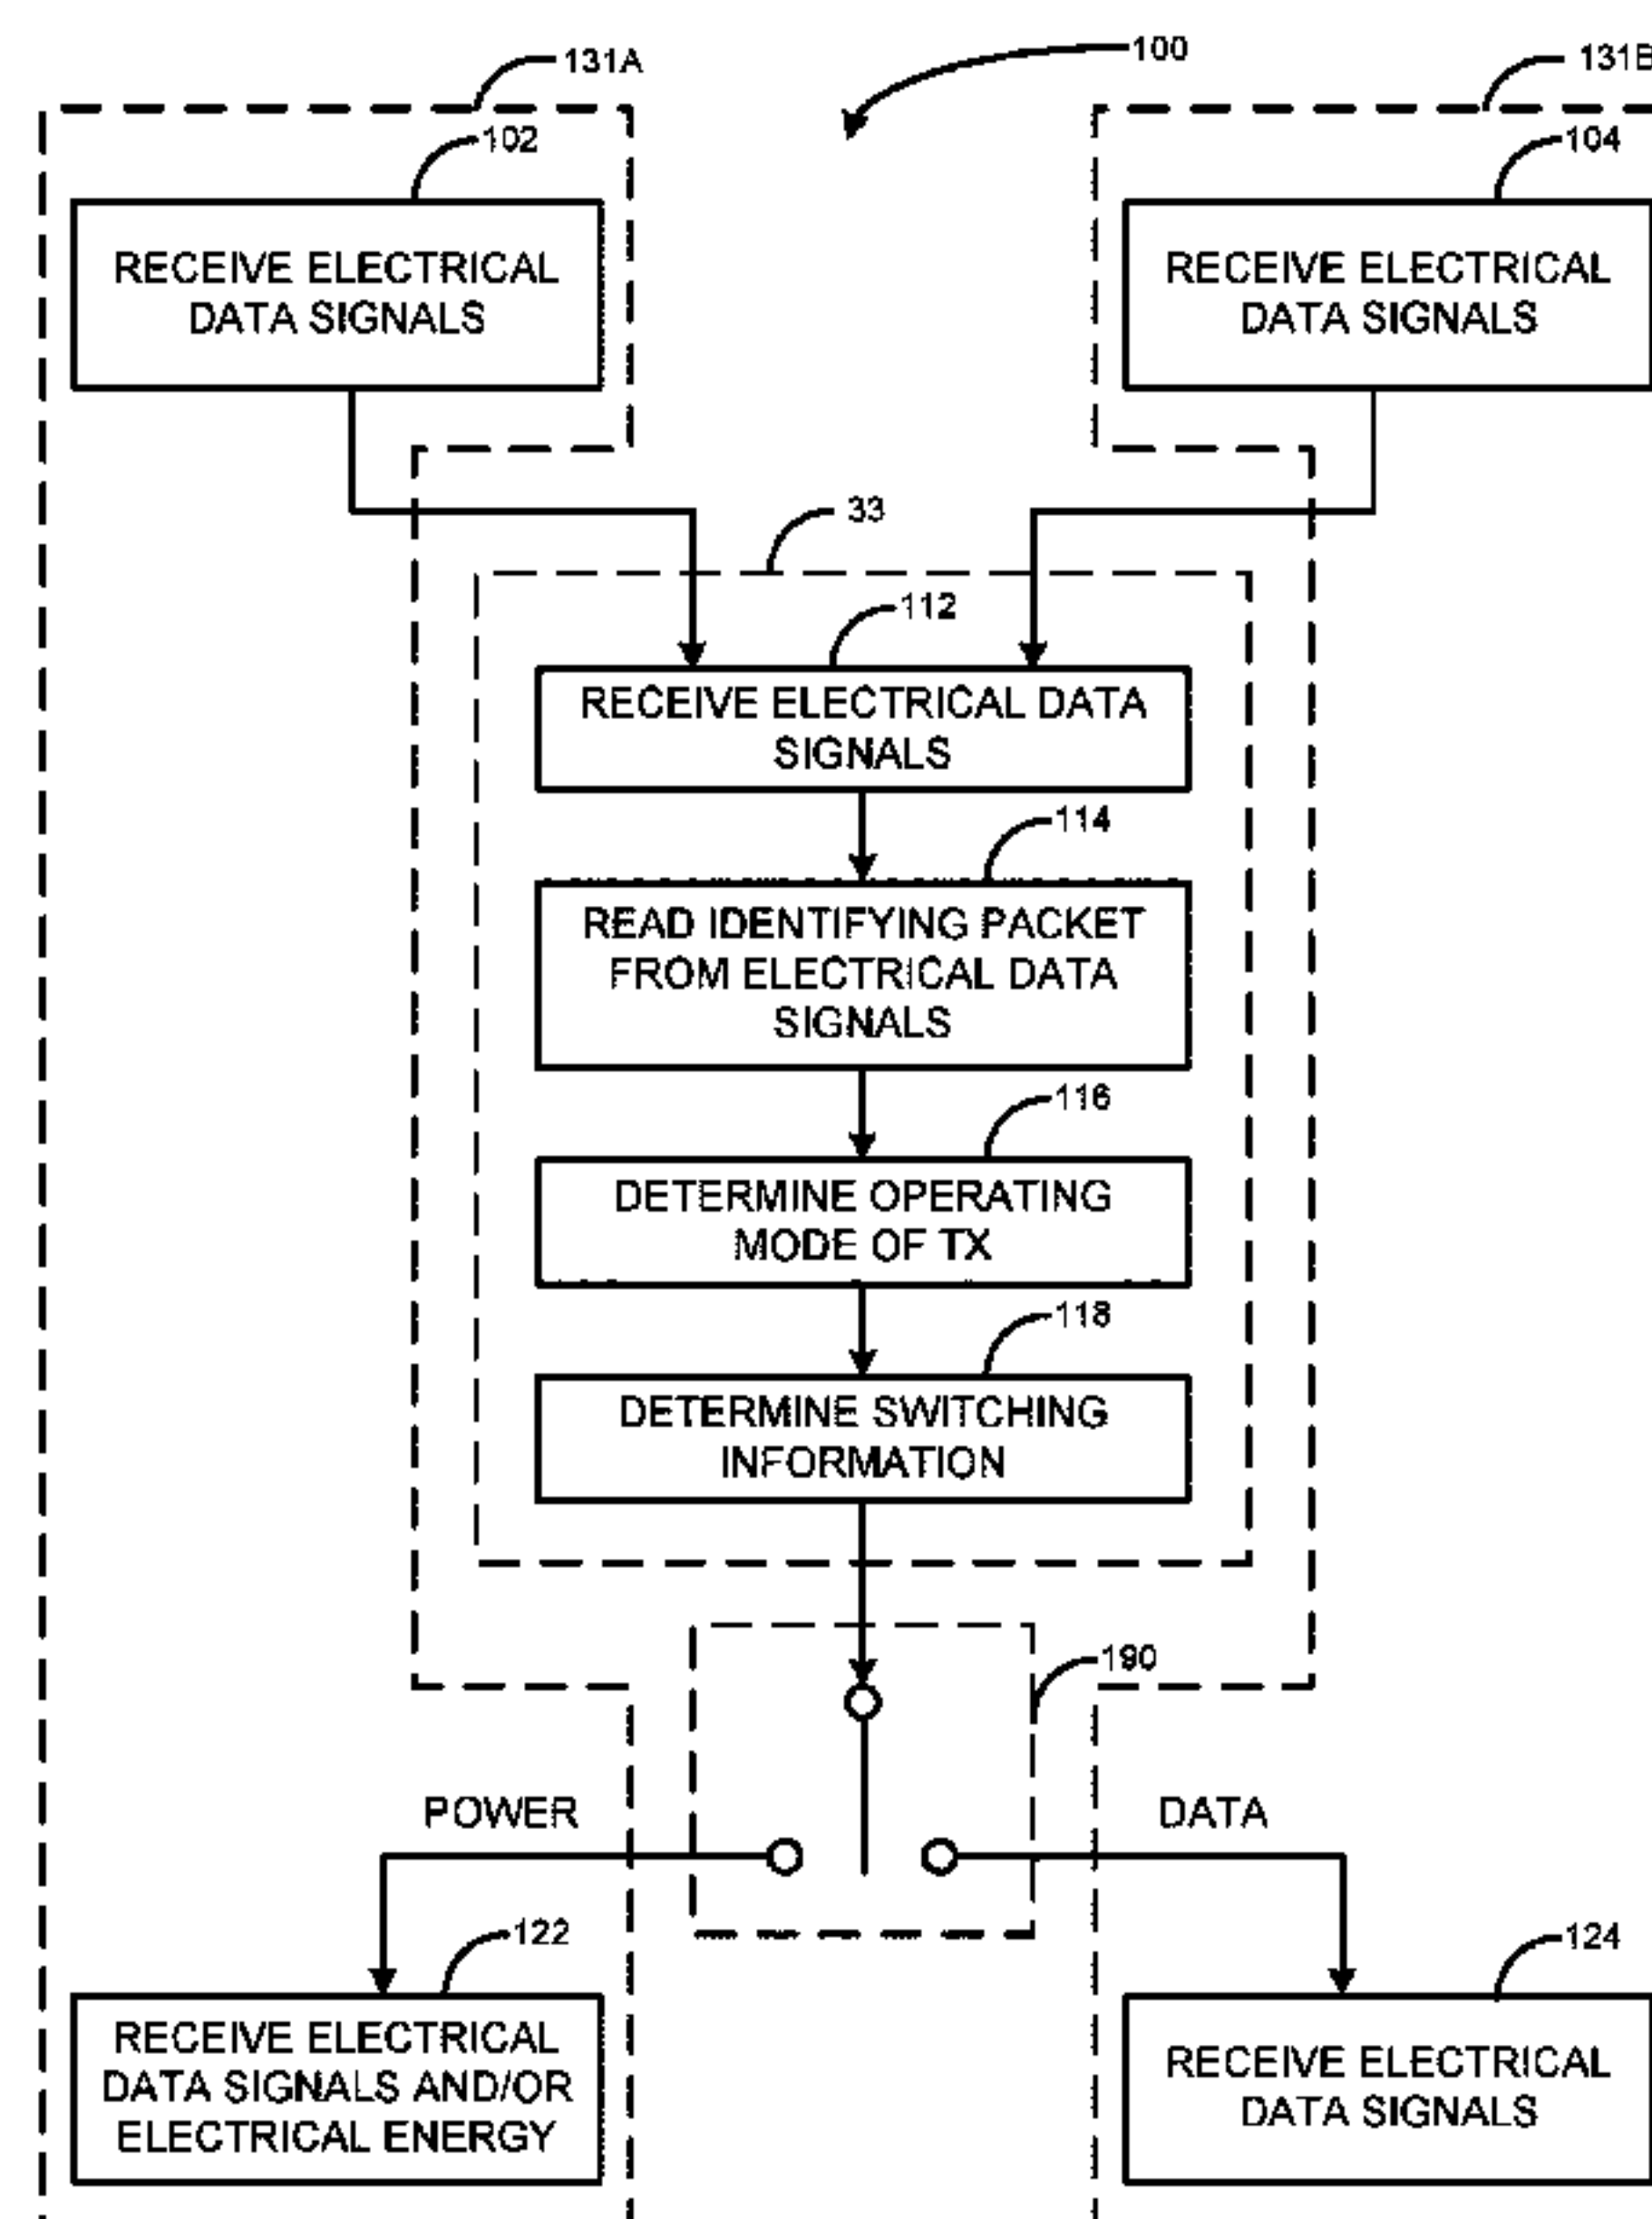 131A
100
131B
102
104
RECEIVE ELECTRICAL
DATA SIGNALS
RECEIVE ELECTRICAL
DATA SIGNALS
33
112
RECEIVE ELECTRICAL DATA
SIGNALS
114
READ IDENTIFYING PACKET
FROM ELECTRICAL DATA
SIGNALS
116
DETERMINE OPERATING
MODE OF TX
118
DETERMINE SWITCHING
INFORMATION
190
POWER
DATA
122
124
RECEIVE ELECTRICAL
DATA SIGNALS AND/OR
ELECTRICAL ENERGY
RECEIVE ELECTRICAL
DATA SIGNALS